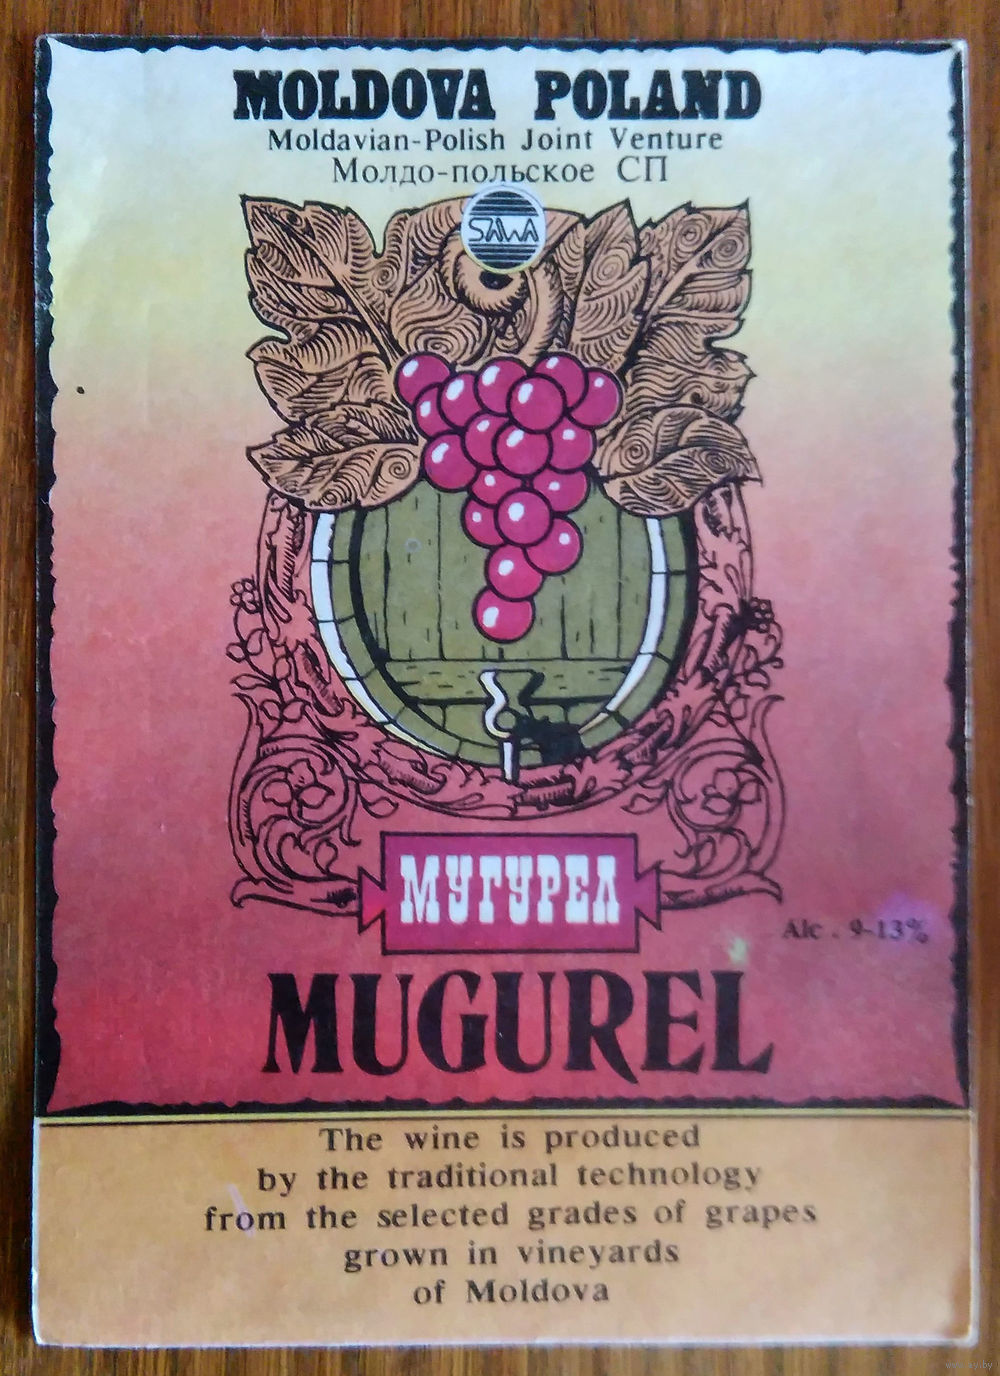 MOLDOVA POLAND
Moldavian-Polish Joint Venture
Молдо-польское СП
SAWA
МУГУРЕЛ
Alc . 9-13%
MUGUREL
The wine is produced
by the traditional technology
from the selected grades of grapes
grown in vineyards
of Moldova